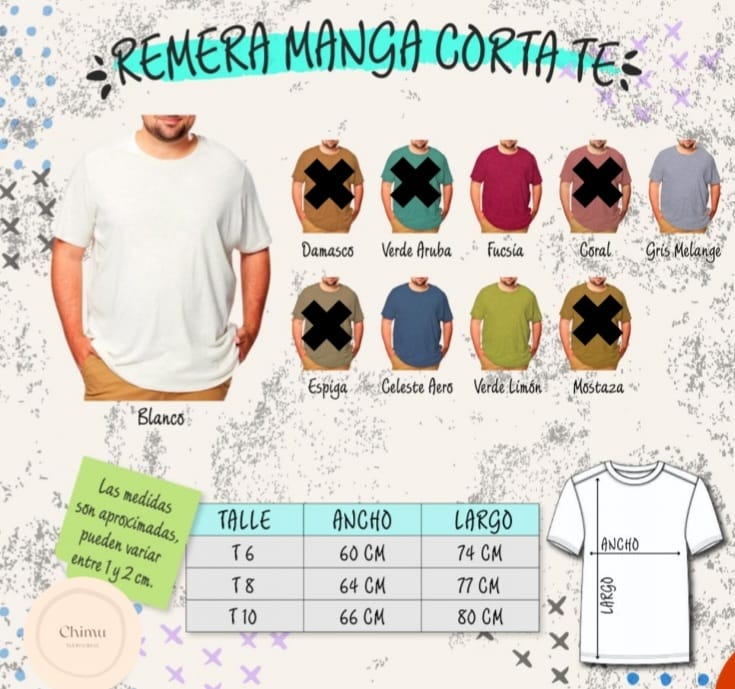 REMERA MANGA CORTA TE
Damasco
Verde Aruba
Fucsia
Coral
Gris Melange
Espiga
Celeste Aero
Verde Limón
Mostaza
Blanco
Las medidas
son aproximadas,
pueden variar
entre 1 y 2 cm.
TALLE ANCHO LARGO
T 6 60 CM 74 CM
T 8 64 CM 77 CM
T 10 66 CM 80 CM
ANCHO
LARGO
Chimu